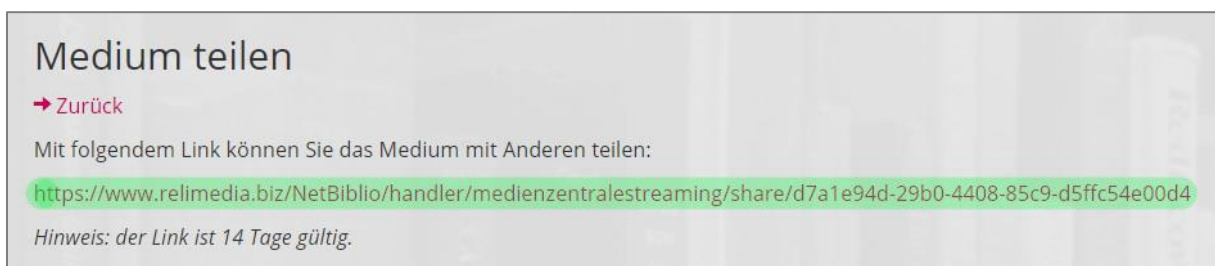 Medium teilen
→ Zurück
Mit folgendem Link können Sie das Medium mit Anderen teilen:
https://www.relimedia.biz/NetBiblio/handler/medienzentralestreaming/share/d7a1e94d-29b0-4408-85c9-d5ffc54e00d4
Hinweis: der Link ist 14 Tage gültig.